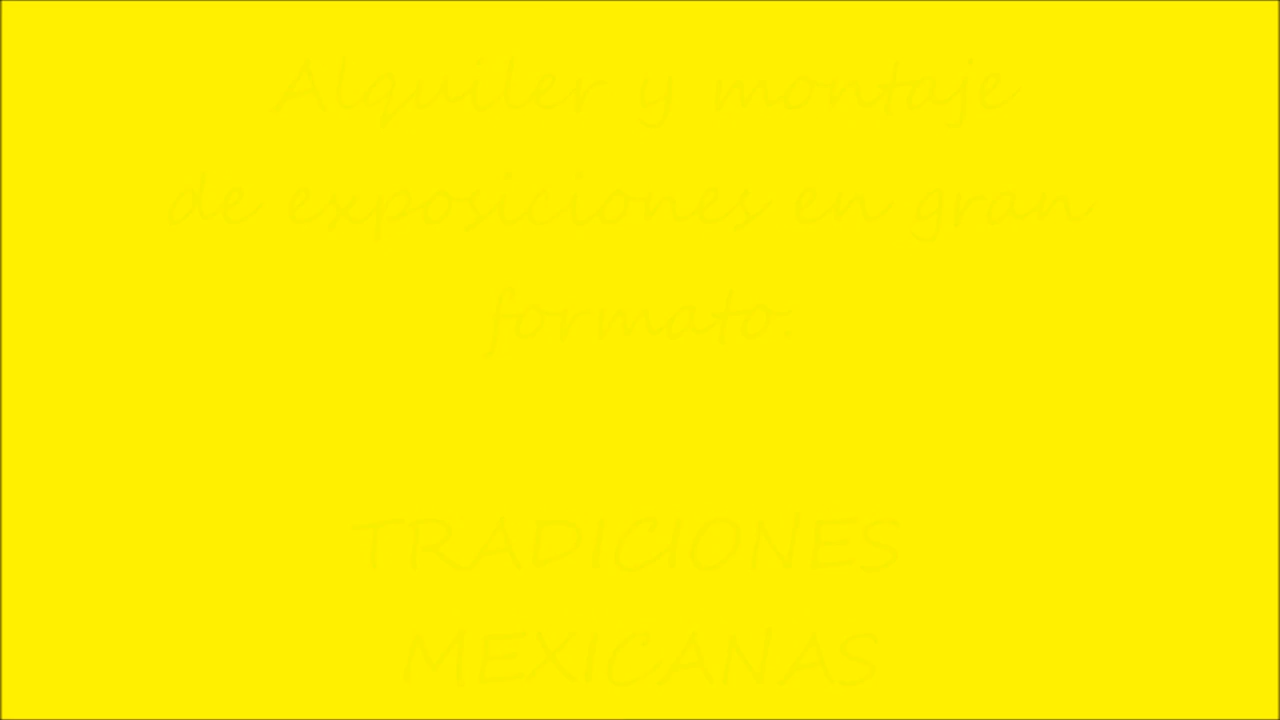 Alquiler y montaje
de exposiciones en gran
formato:
TRADICIONES
MEXICANAS